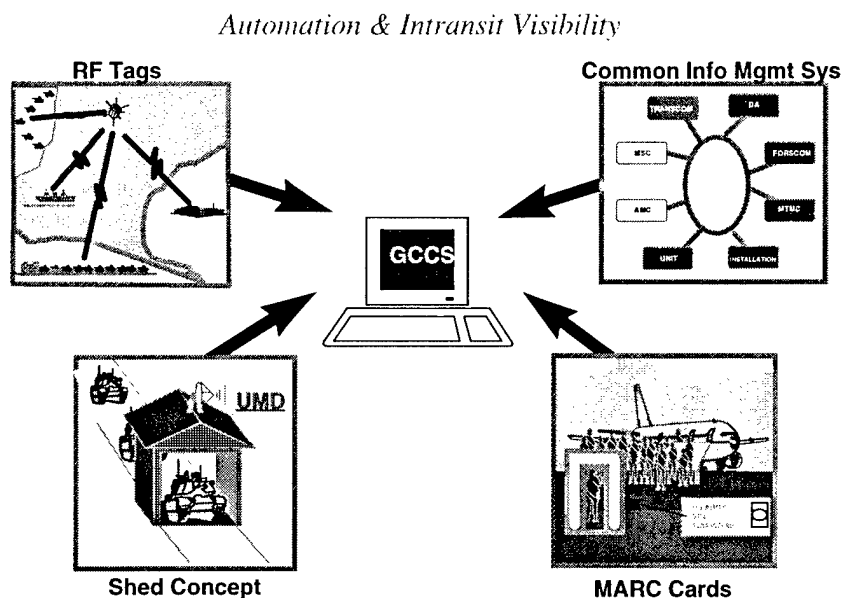 Automation & Intransit Visibility
RF Tags
Common Info Mgmt Sys
TRANSCOM
DA
MSC
FORSCOM
AMC
MTMC
UNIT
INSTALLATION
GCCS
UMD
Shed Concept
MARC Cards